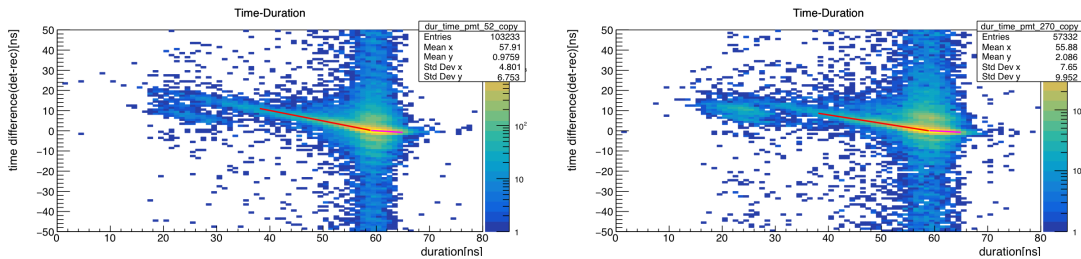 Time-Duration
dur_time_pmt_52_copy
Entries 103233
Mean x 57.91
Mean y 0.9759
Std Dev x 4.801
Std Dev y 6.753
time difference(det-rec)[ns]
50
40
30
20
10
0
−10
−20
−30
−40
−50
0 10 20 30 40 50 60 70 80
duration[ns]
10²
10
1
Time-Duration
dur_time_pmt_270_copy
Entries 57332
Mean x 55.88
Mean y 2.086
Std Dev x 7.65
Std Dev y 9.952
time difference(det-rec)[ns]
50
40
30
20
10
0
−10
−20
−30
−40
−50
0 10 20 30 40 50 60 70 80
duration[ns]
10
1